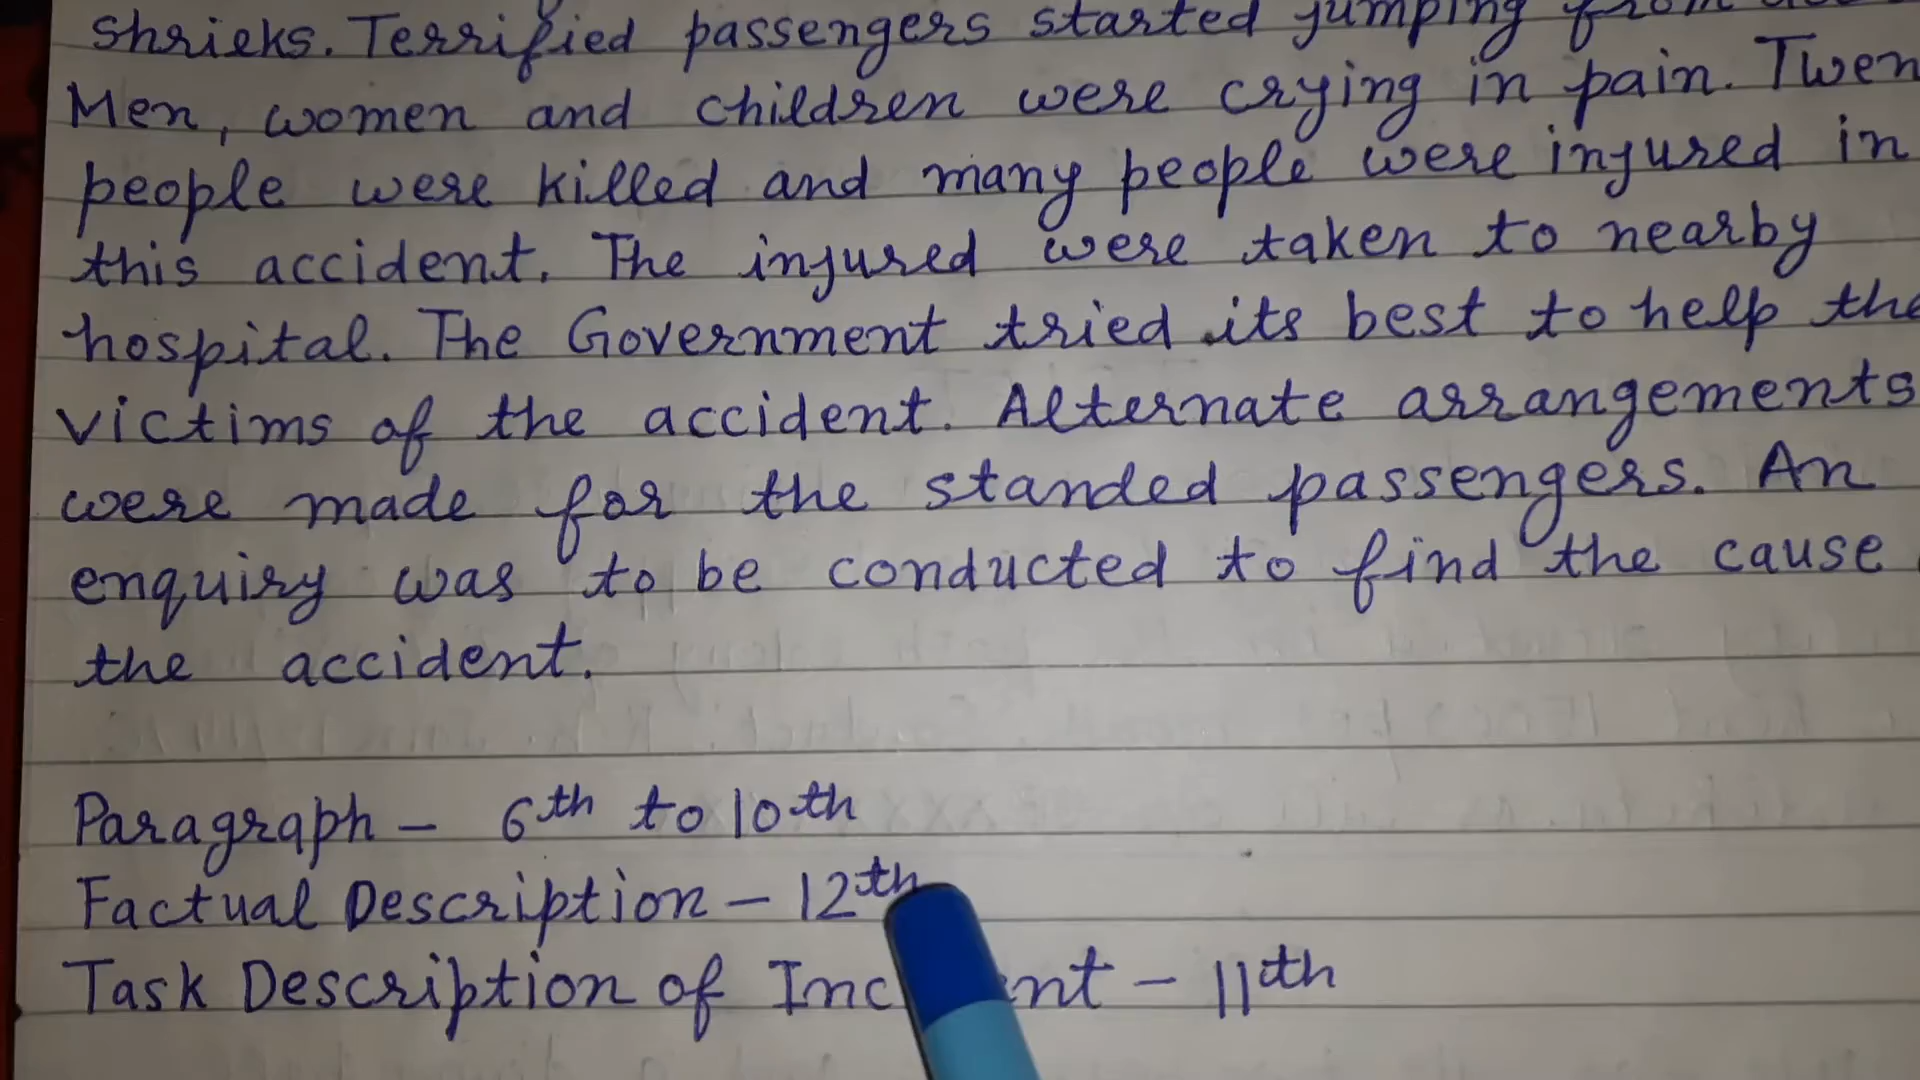 shrieks. Terrified passengers started jumping from
Men, women and children were crying in pain. Twen
people were killed and many people were injured in
this accident. The injured were taken to nearby
hospital. The Government tried its best to help the
victims of the accident. Alternate arrangements
were made for the standed passengers. An
enquiry was to be conducted to find the cause
the accident.
Paragraph - 6th to 10th
Factual Description - 12th
Task Description of Inc nt - 11th